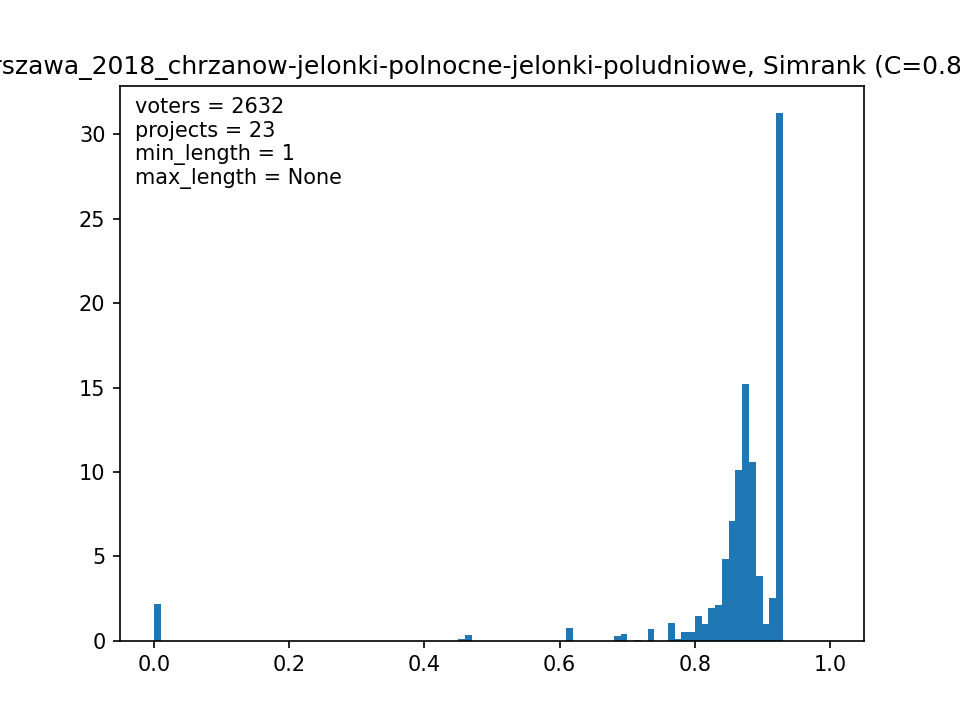 rszawa_2018_chrzanow-jelonki-polnocne-jelonki-poludniowe, Simrank (C=0.8
voters = 2632
projects = 23
min_length = 1
max_length = None
30
25
20
15
10
5
0
0.0 0.2 0.4 0.6 0.8 1.0